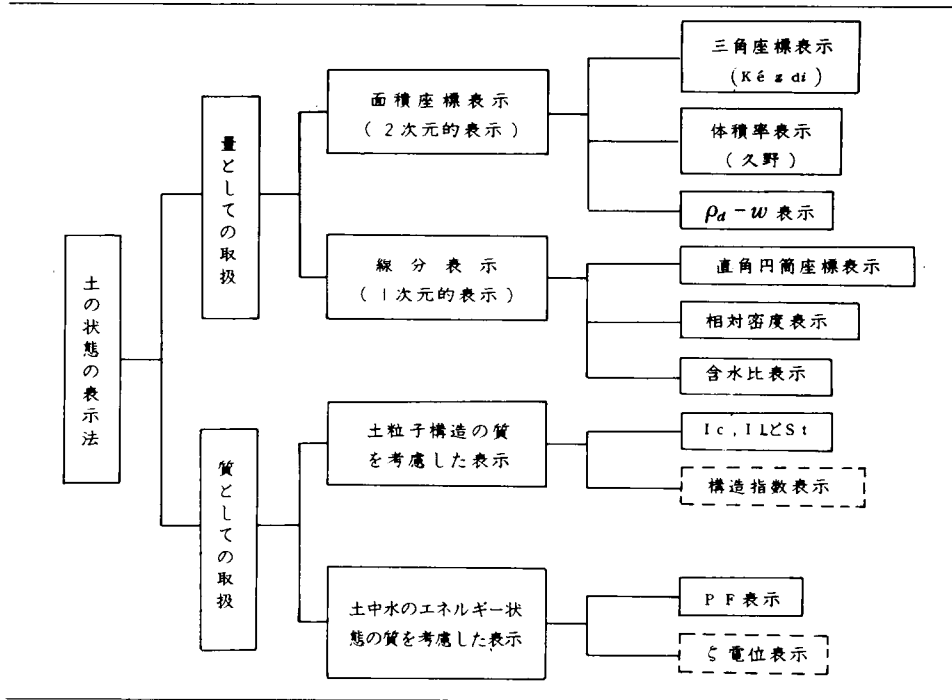 土の状態の表示法
量としての取扱
面積座標表示
(2次元的表示)
三角座標表示
(Kézdi)
体積率表示
(久野)
ρd-w 表示
線分表示
(1次元的表示)
直角円筒座標表示
相対密度表示
含水比表示
質としての取扱
土粒子構造の質
を考慮した表示
Ic, ILとSt
構造指数表示
土中水のエネルギー状
態の質を考慮した表示
PF表示
ζ電位表示